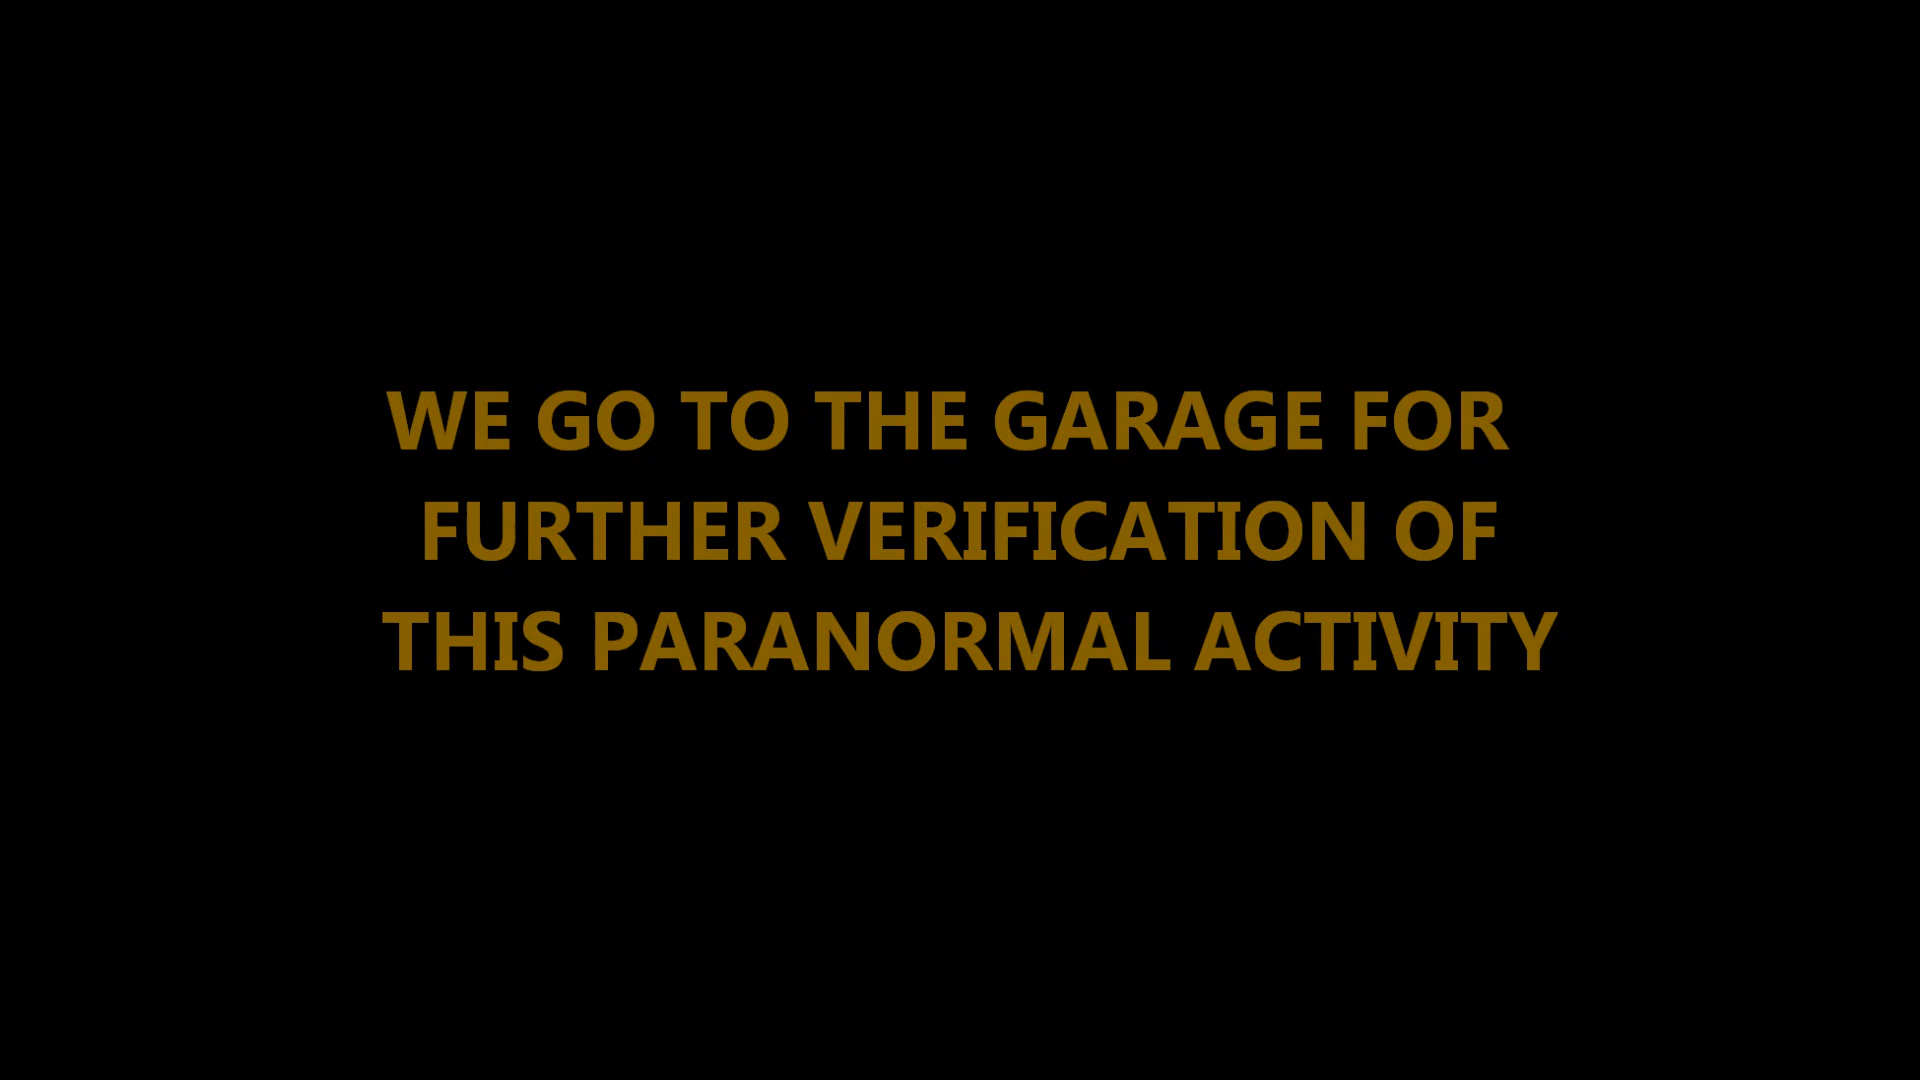 WE GO TO THE GARAGE FOR
FURTHER VERIFICATION OF
THIS PARANORMAL ACTIVITY